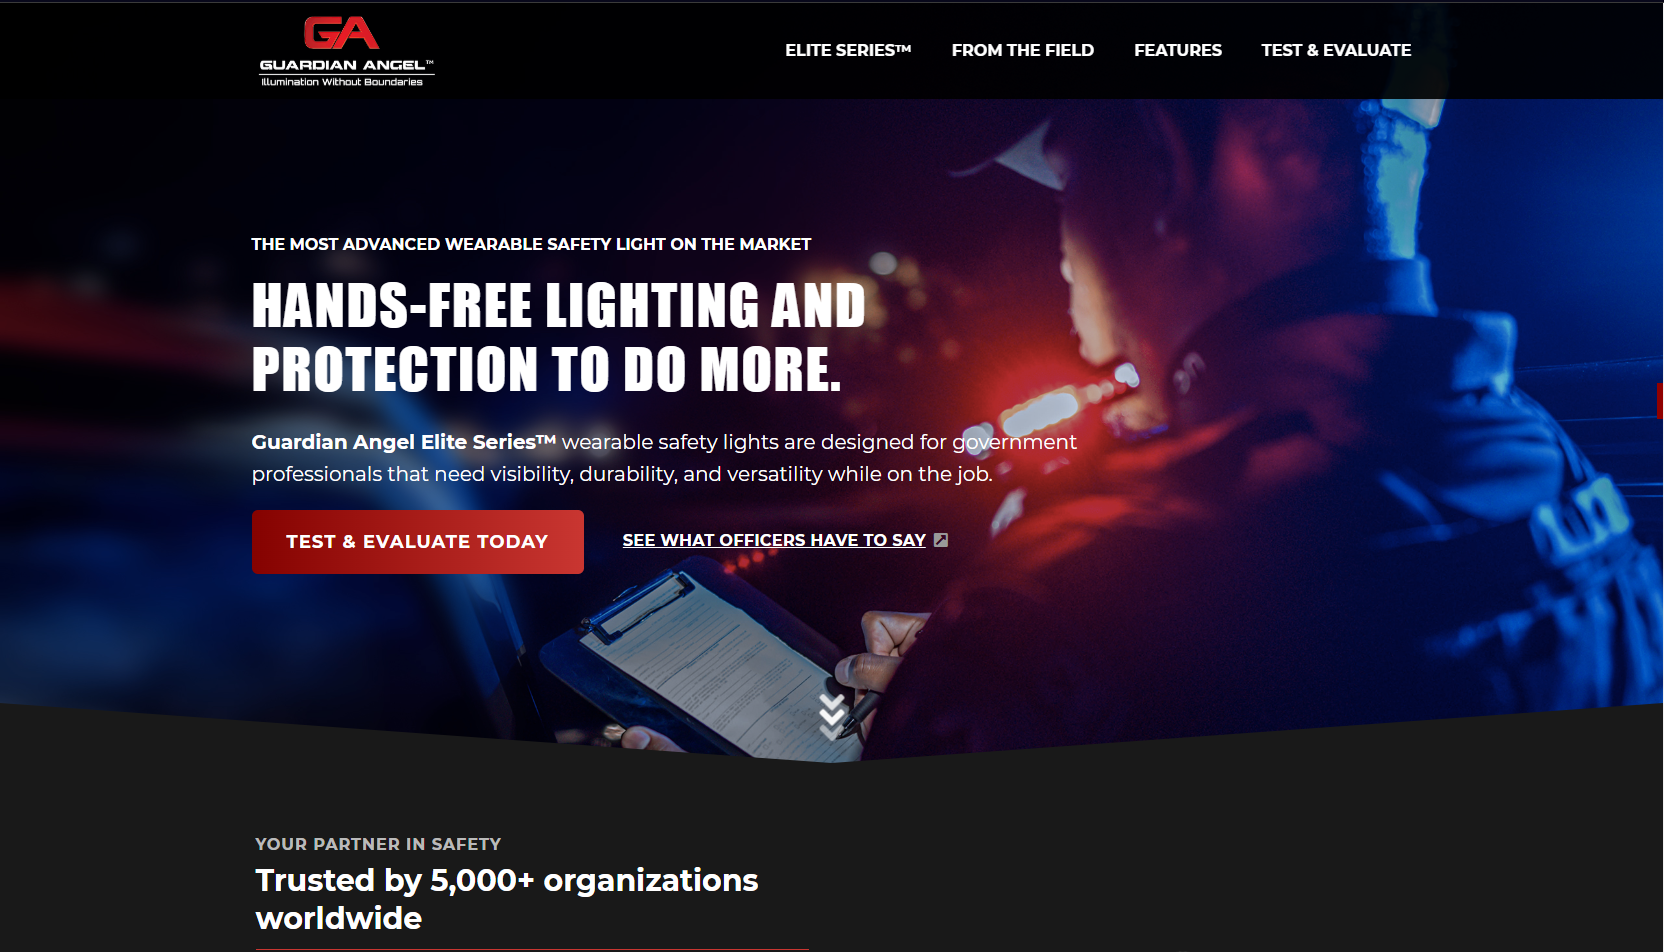 GA
GUARDIAN ANGEL™
Illumination Without Boundaries
ELITE SERIES™
FROM THE FIELD
FEATURES
TEST & EVALUATE
THE MOST ADVANCED WEARABLE SAFETY LIGHT ON THE MARKET
HANDS-FREE LIGHTING AND
PROTECTION TO DO MORE.
Guardian Angel Elite Series™ wearable safety lights are designed for government
professionals that need visibility, durability, and versatility while on the job.
TEST & EVALUATE TODAY
SEE WHAT OFFICERS HAVE TO SAY
YOUR PARTNER IN SAFETY
Trusted by 5,000+ organizations
worldwide